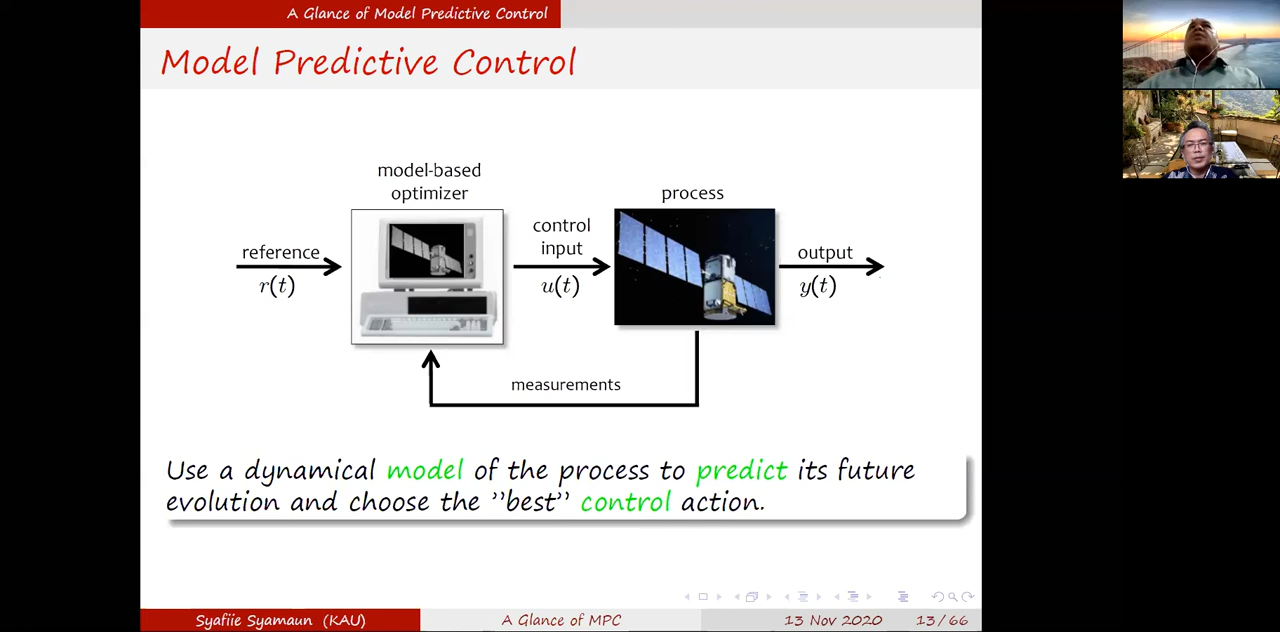 A Glance of Model Predictive Control
Model Predictive Control
model-based
optimizer
process
control
input
reference
output
r(t)
u(t)
y(t)
measurements
Use a dynamical model of the process to predict its future
evolution and choose the ”best” control action.
Syafiie Syamaun (KAU)
A Glance of MPC
13 Nov 2020
13 / 66